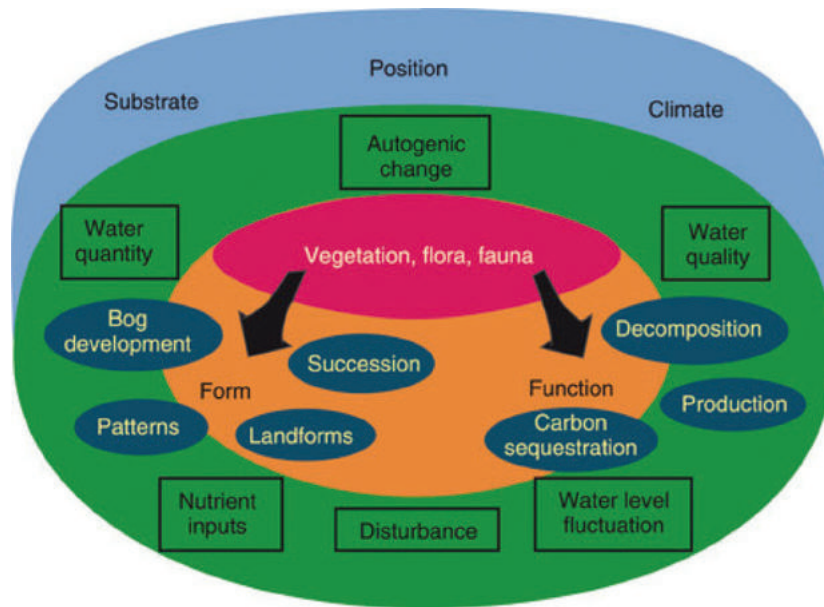 Position
Substrate
Climate
Autogenic
change
Water
quantity
Water
quality
Vegetation, flora, fauna
Bog
development
Decomposition
Succession
Form
Function
Production
Patterns
Landforms
Carbon
sequestration
Nutrient
inputs
Disturbance
Water level
fluctuation